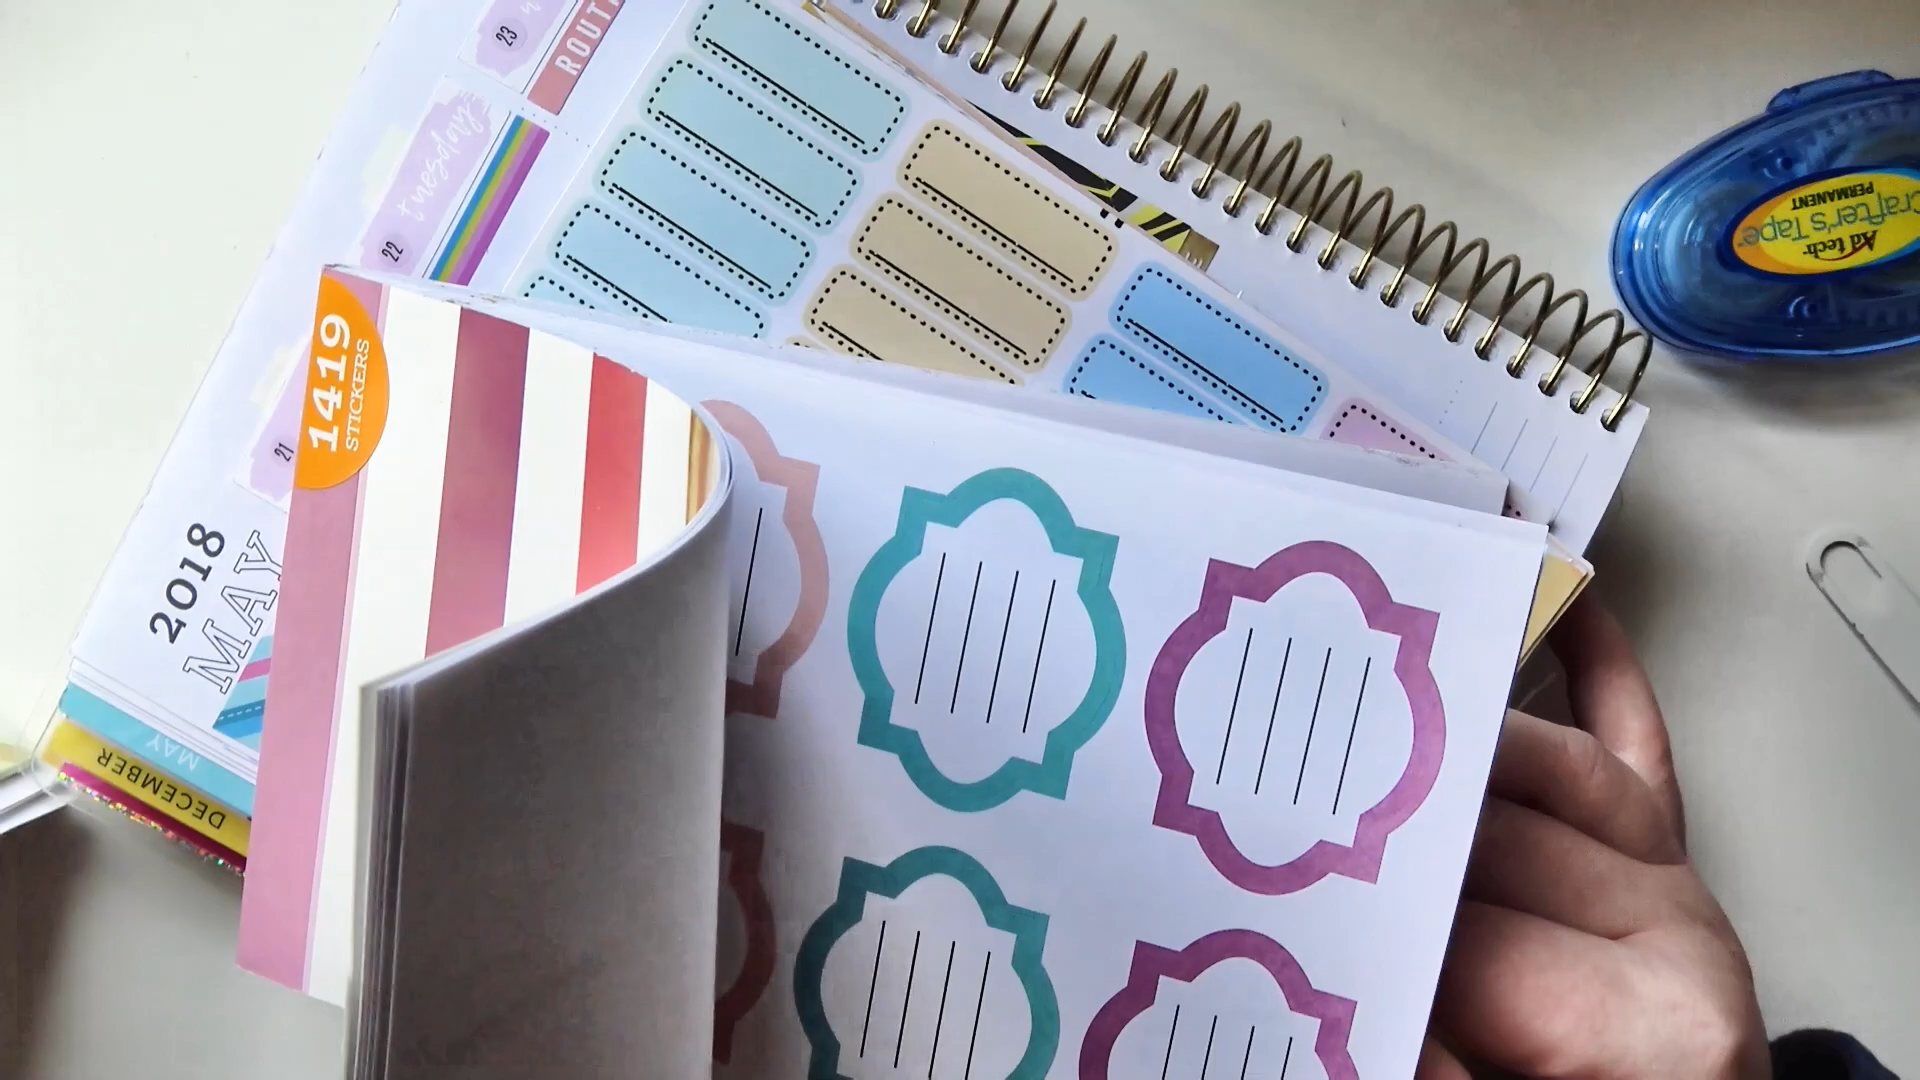 23
ROUT
tuesday
22
21
1419
STICKERS
2018
MAY
MAY
DECEMBER
Ad tech
Crafter's Tape
PERMANENT